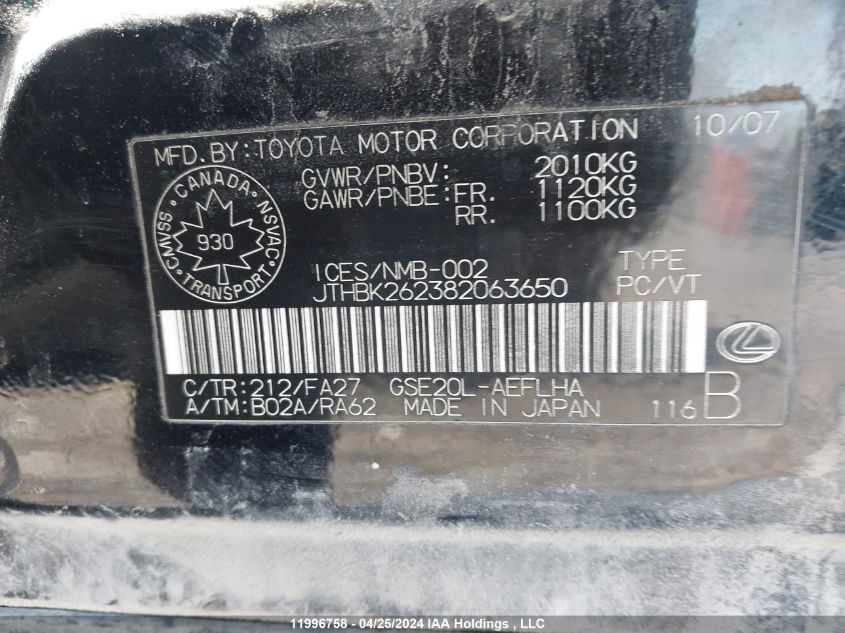 MFD.BY:TOYOTA MOTOR CORPORATION 10/07
GVWR/PNBV: 2010KG
GAWR/PNBE:FR. 1120KG
RR. 1100KG
CANADA
CMVSS NSVAC
930
TRANSPORT
ICES/NMB-002 TYPE
JTHBK262382063650 PC/VT
C/TR:212/FA27 GSE20L-AEFLHA
A/TM:B02A/RA62 MADE IN JAPAN 116 B
11996758 - 04/25/2024 IAA Holdings , LLC